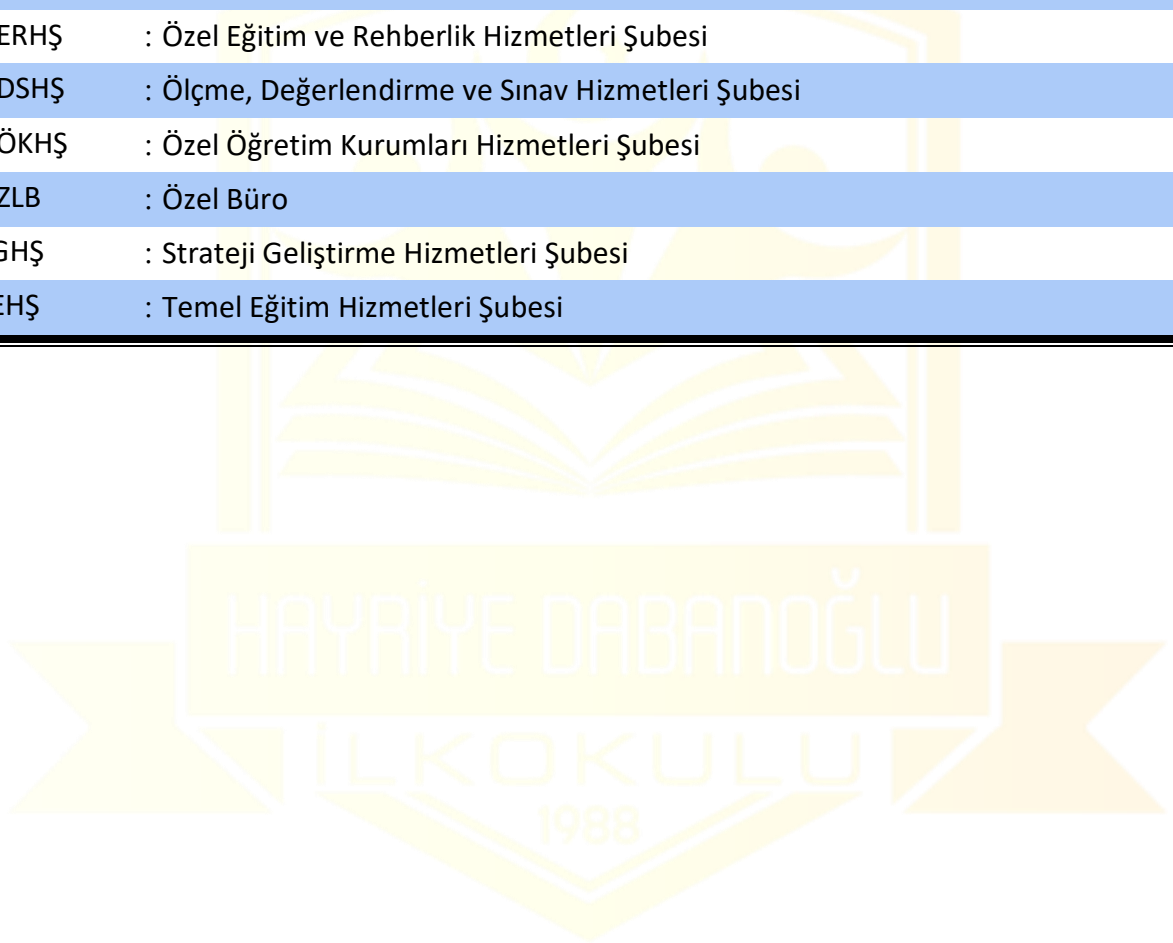 ERHŞ : Özel Eğitim ve Rehberlik Hizmetleri Şubesi
DSHŞ : Ölçme, Değerlendirme ve Sınav Hizmetleri Şubesi
ÖKHŞ : Özel Öğretim Kurumları Hizmetleri Şubesi
ZLB : Özel Büro
GHŞ : Strateji Geliştirme Hizmetleri Şubesi
EHŞ : Temel Eğitim Hizmetleri Şubesi
HAYRİYE DABANOĞLU
İLKOKULU
1988